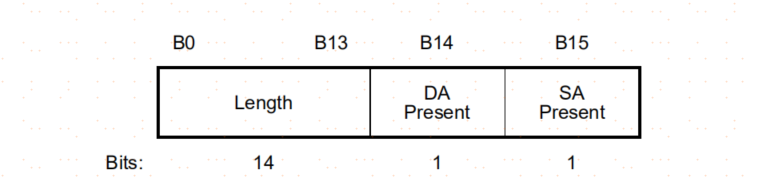 B0 B13 B14 B15
Length DA Present SA Present
Bits: 14 1 1